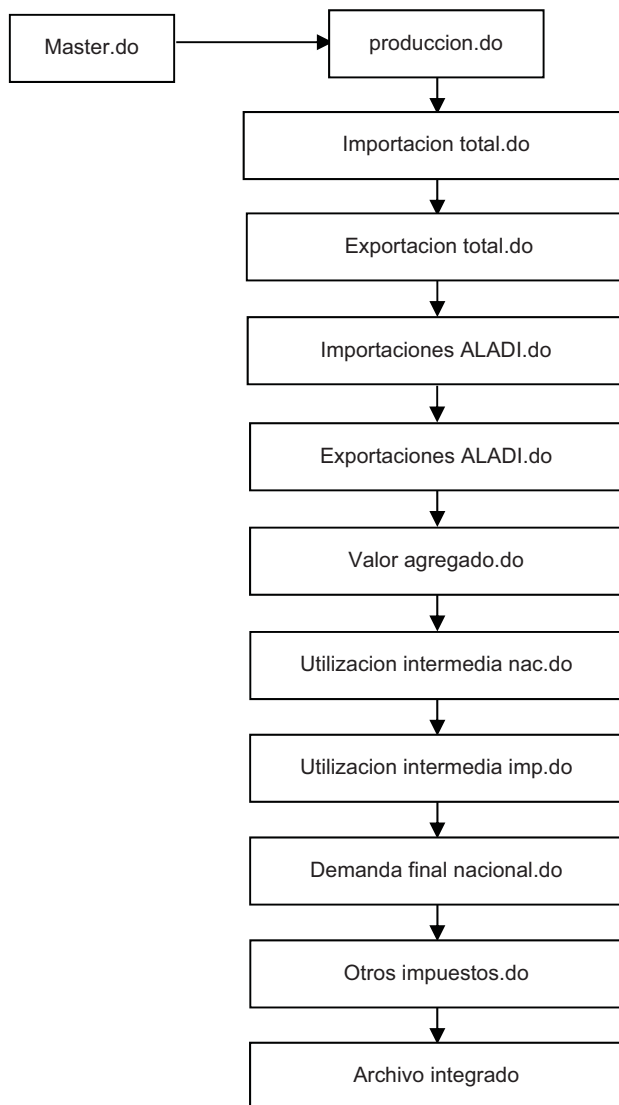 Master.do
produccion.do
Importacion total.do
Exportacion total.do
Importaciones ALADI.do
Exportaciones ALADI.do
Valor agregado.do
Utilizacion intermedia nac.do
Utilizacion intermedia imp.do
Demanda final nacional.do
Otros impuestos.do
Archivo integrado